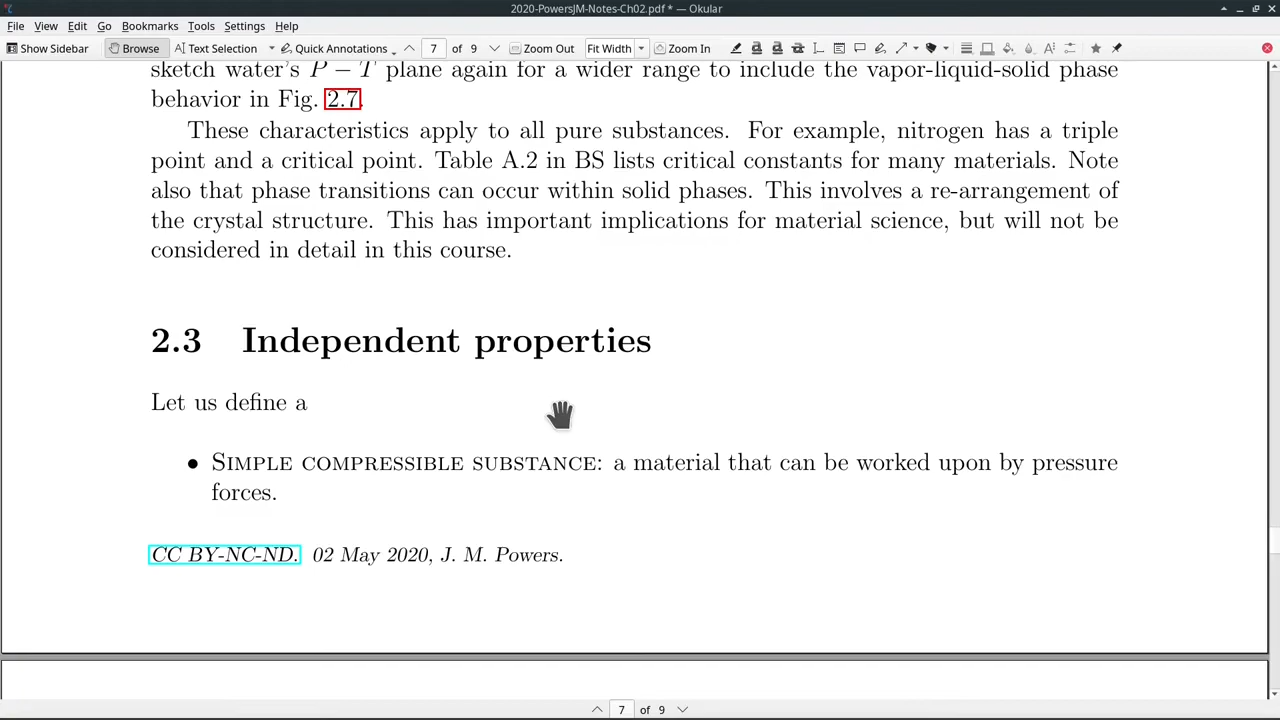 2020-PowersJM-Notes-Ch02.pdf * — Okular
File View Edit Go Bookmarks Tools Settings Help
Show Sidebar Browse Text Selection Quick Annotations 7 of 9 Zoom Out Fit Width Zoom In
sketch water's P − T plane again for a wider range to include the vapor-liquid-solid phase
behavior in Fig. 2.7.
These characteristics apply to all pure substances. For example, nitrogen has a triple
point and a critical point. Table A.2 in BS lists critical constants for many materials. Note
also that phase transitions can occur within solid phases. This involves a re-arrangement of
the crystal structure. This has important implications for material science, but will not be
considered in detail in this course.
2.3 Independent properties
Let us define a
• SIMPLE COMPRESSIBLE SUBSTANCE: a material that can be worked upon by pressure
forces.
CC BY-NC-ND. 02 May 2020, J. M. Powers.
7 of 9